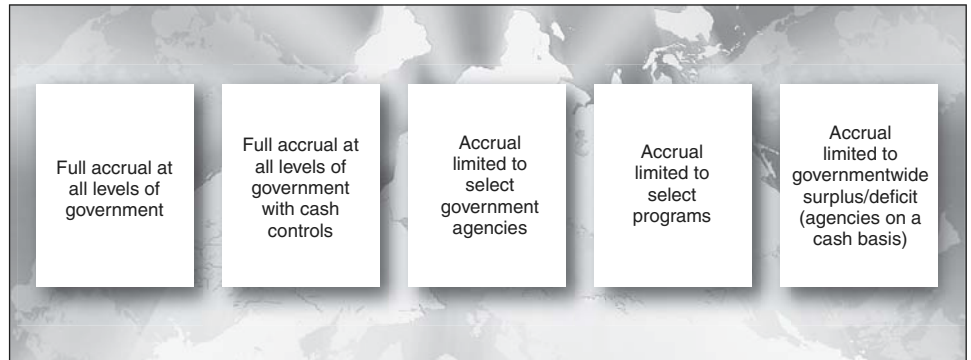 Full accrual at
all levels of
government
Full accrual at
all levels of
government
with cash
controls
Accrual
limited to
select
government
agencies
Accrual
limited to
select
programs
Accrual
limited to
governmentwide
surplus/deficit
(agencies on a
cash basis)